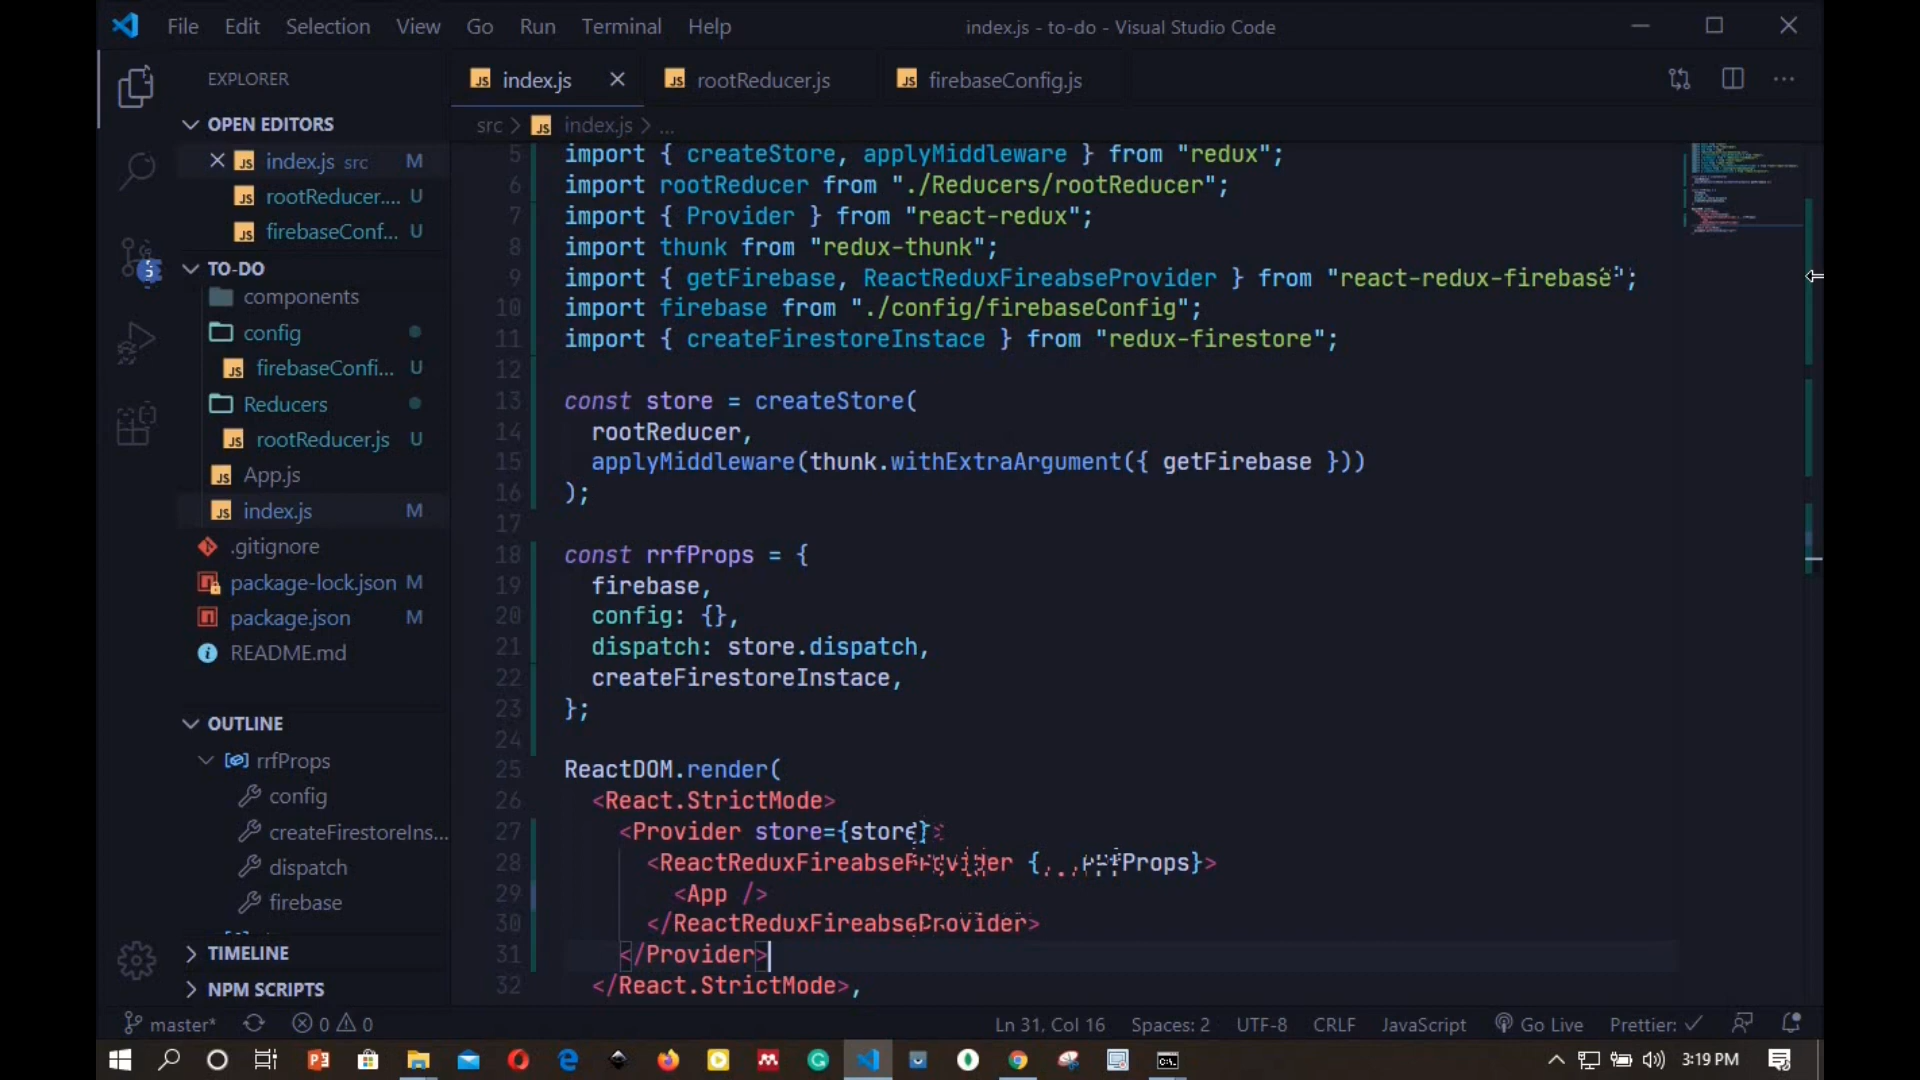 File Edit Selection View Go Run Terminal Help
index.js - to-do - Visual Studio Code
EXPLORER
OPEN EDITORS
index.js src M
rootReducer.... U
firebaseConf... U
TO-DO
components
config
firebaseConfi... U
Reducers
rootReducer.js U
App.js
index.js M
.gitignore
package-lock.json M
package.json M
README.md
OUTLINE
rrfProps
config
createFirestoreIns...
dispatch
firebase
TIMELINE
NPM SCRIPTS
index.js
rootReducer.js
firebaseConfig.js
src > index.js > ...
5 import { createStore, applyMiddleware } from "redux";
6 import rootReducer from "./Reducers/rootReducer";
7 import { Provider } from "react-redux";
8 import thunk from "redux-thunk";
9 import { getFirebase, ReactReduxFireabseProvider } from "react-redux-firebase";
10 import firebase from "./config/firebaseConfig";
11 import { createFirestoreInstace } from "redux-firestore";
12
13 const store = createStore(
14 rootReducer,
15 applyMiddleware(thunk.withExtraArgument({ getFirebase }))
16 );
17
18 const rrfProps = {
19 firebase,
20 config: {},
21 dispatch: store.dispatch,
22 createFirestoreInstace,
23 };
24
25 ReactDOM.render(
26 <React.StrictMode>
27 <Provider store={store}>
28 <ReactReduxFireabseProvider {...rrfProps}>
29 <App />
30 </ReactReduxFireabseProvider>
31 </Provider>
32 </React.StrictMode>,
master* 0 0
Ln 31, Col 16 Spaces: 2 UTF-8 CRLF JavaScript Go Live Prettier: ✓
3:19 PM